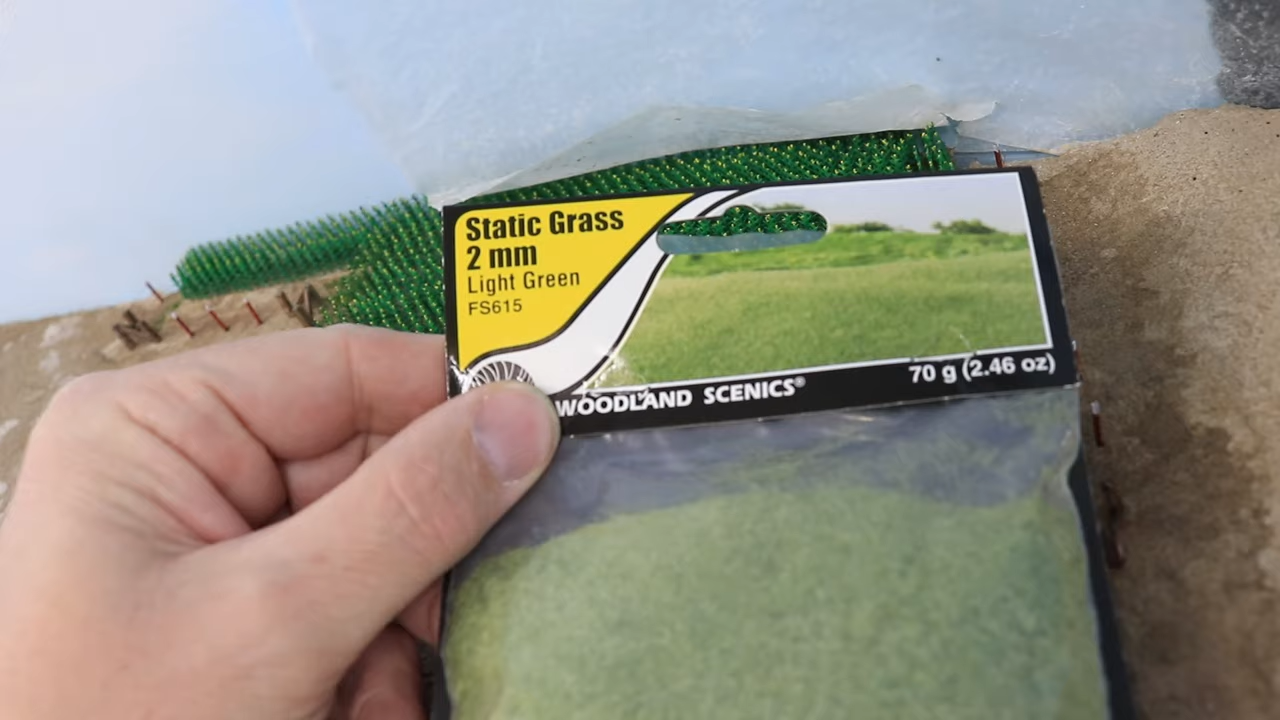 Static Grass
2 mm
Light Green
FS615
WOODLAND SCENICS®
70 g (2.46 oz)